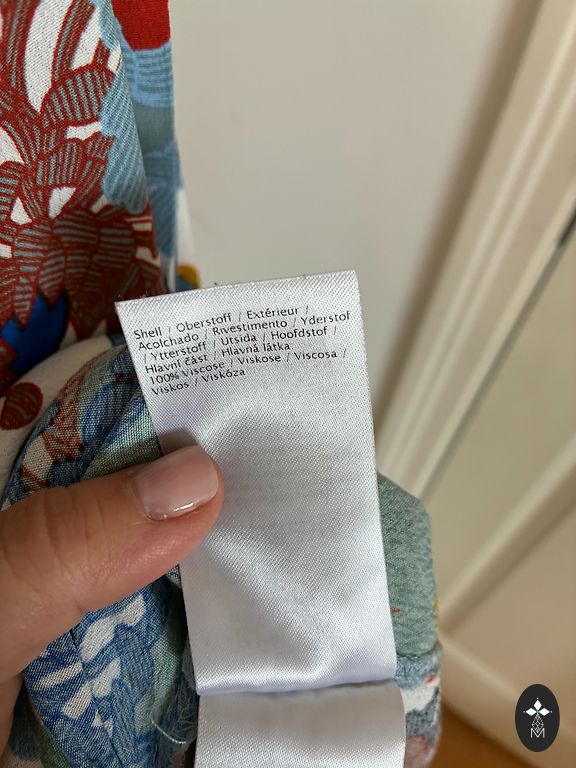 Shell / Oberstoff / Extérieur /
Acolchado / Rivestimento / Yderstof
/ Ytterstoff / Utsida / Hoofdstof /
Hlavní část / Hlavná látka
100% Viscose / Viskose / Viscosa /
Viskos / Viskóza
M